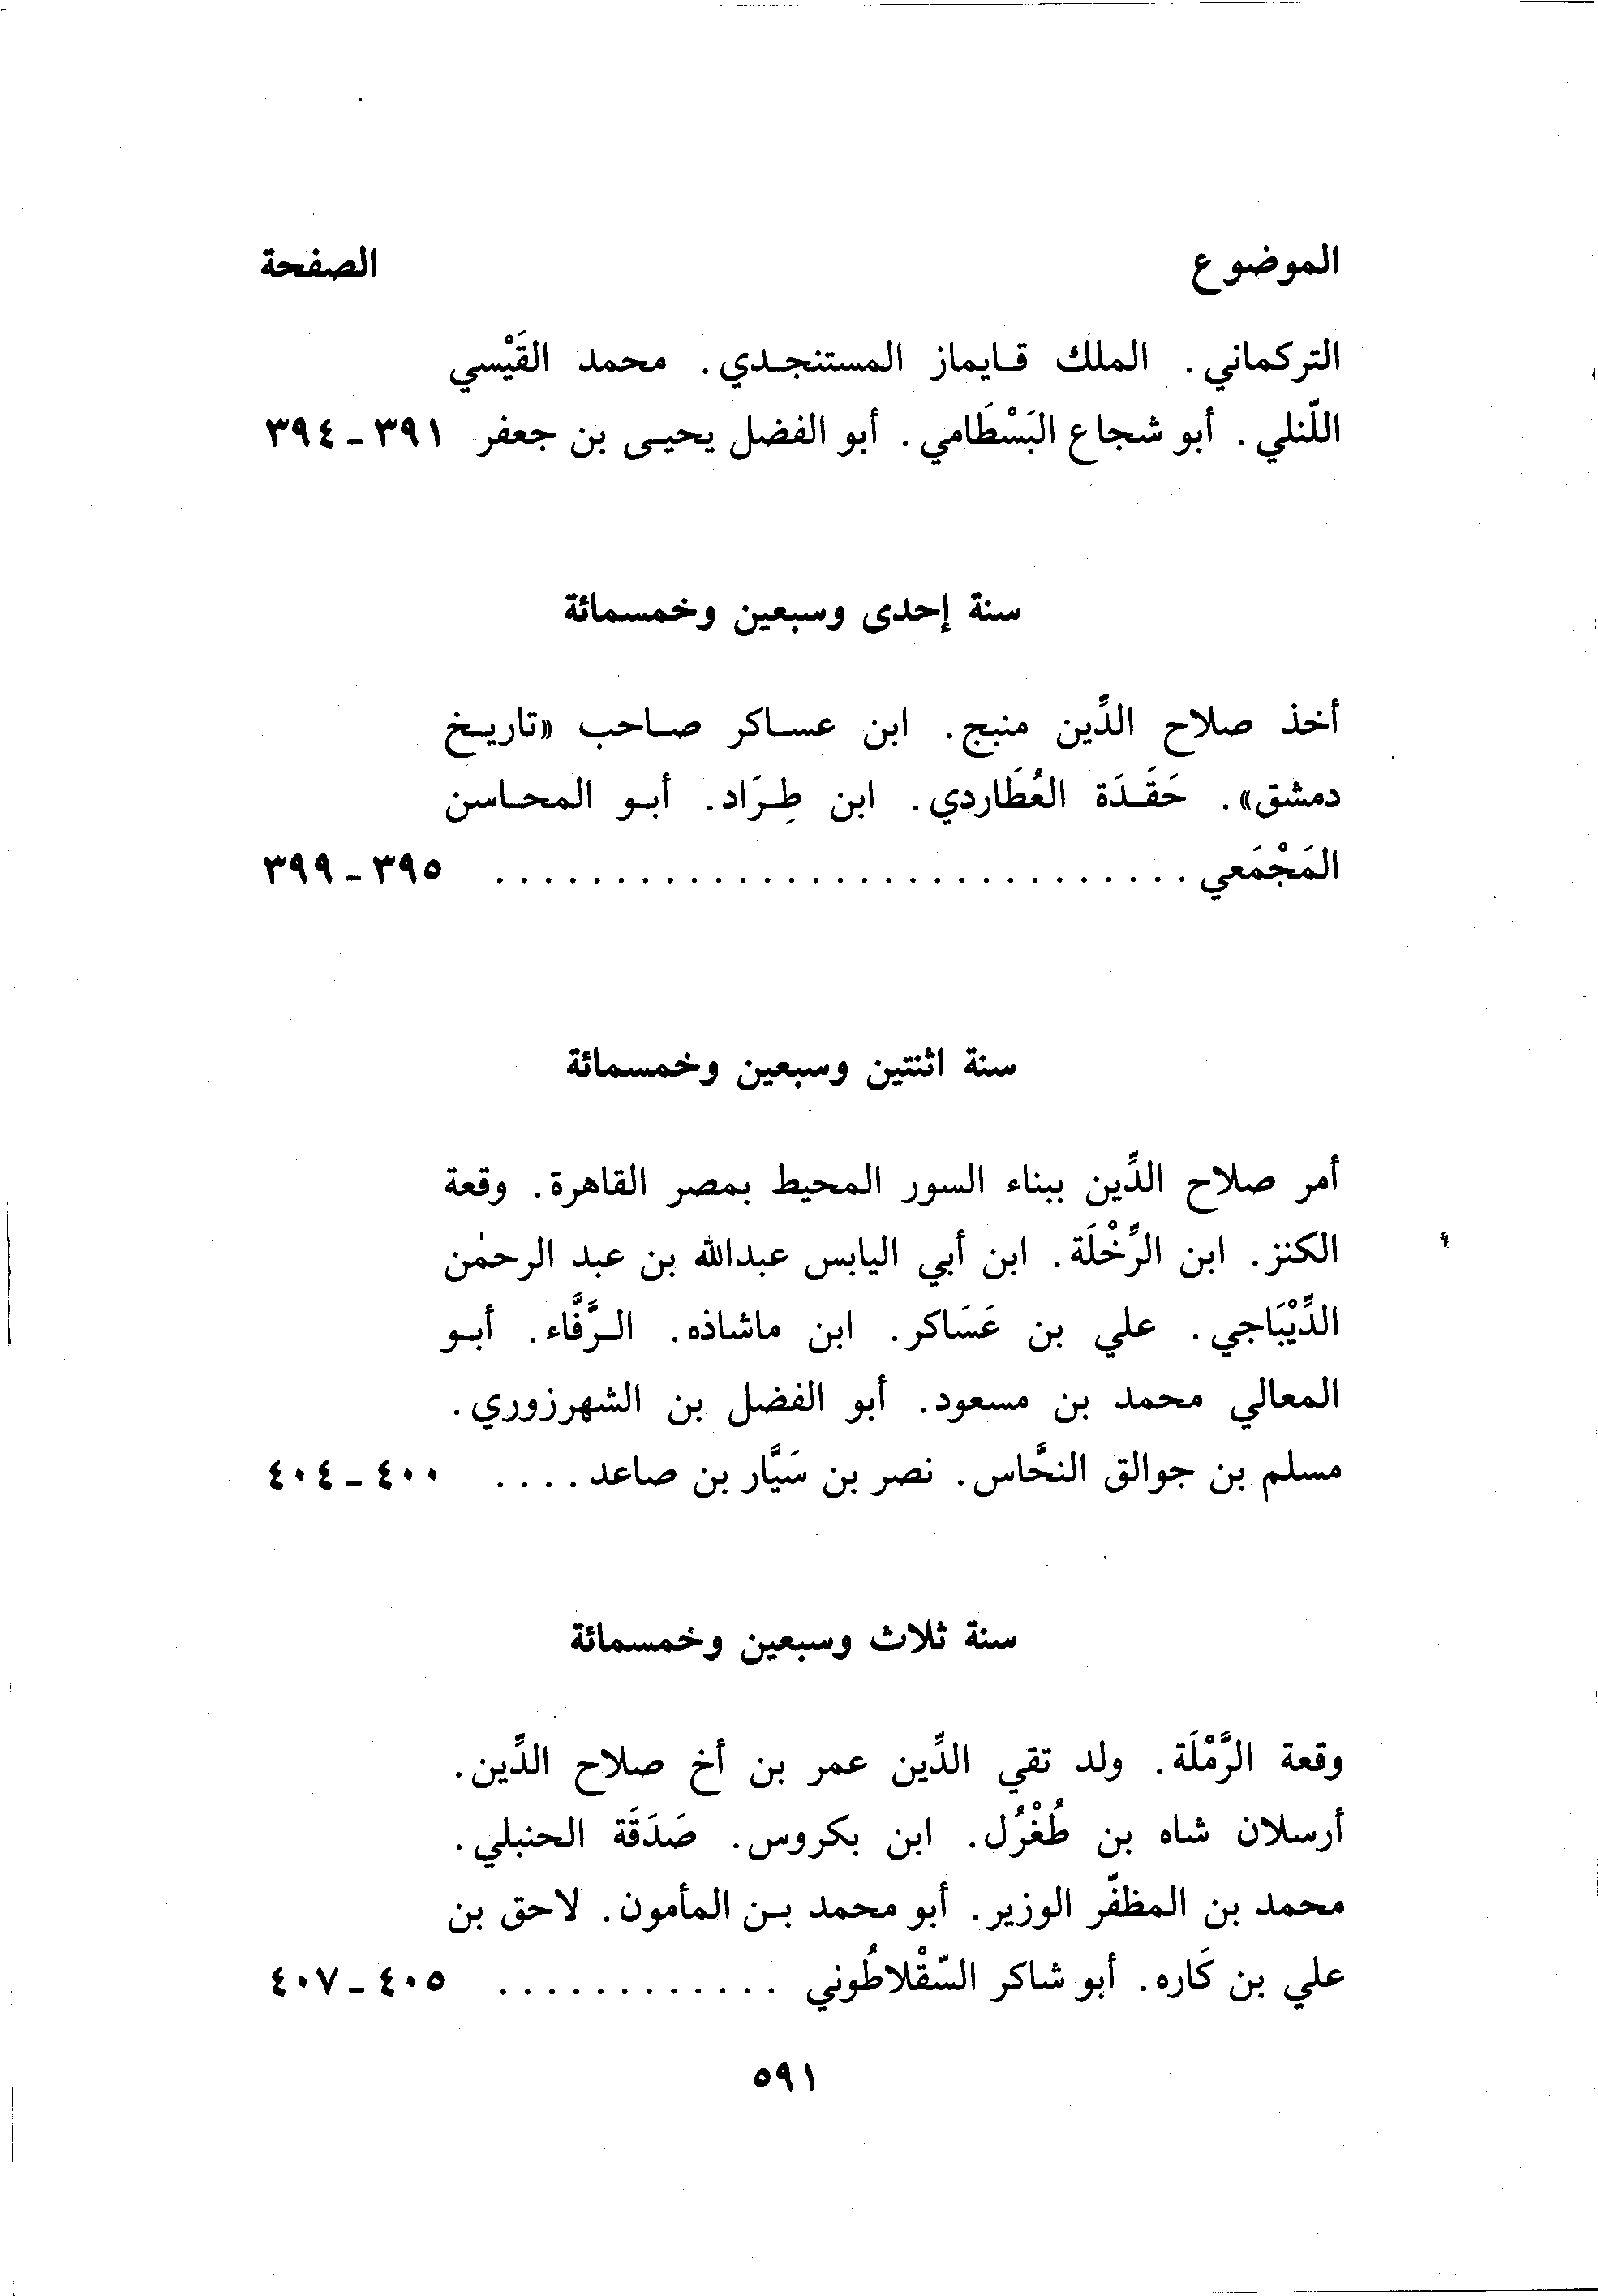 الموضوع الصفحة
التركماني. الملك قايماز المستنجدي. محمد القَيْسي
اللّنلي. أبو شجاع البَسْطَامي. أبو الفضل يحيى بن جعفر ٣٩١ - ٣٩٤
سنة إحدى وسبعين وخمسمائة
أخذ صلاح الدِّين منبج. ابن عساكر صاحب «تاريخ
دمشق». حَقَدَة العُطَاردي. ابن طِرَاد. أبو المحاسن
المَجْمَعي . . . . . . . . . . . . . . . . . . . . . . . . . . . . . ٣٩٥ - ٣٩٩
سنة اثنتين وسبعين وخمسمائة
أمر صلاح الدِّين ببناء السور المحيط بمصر القاهرة. وقعة
الكنز. ابن الرِّخْلَة. ابن أبي اليابس عبدالله بن عبد الرحمٰن
الدِّيْبَاجي. علي بن عَسَاكر. ابن ماشاذه. الرَّفَّاء. أبو
المعالي محمد بن مسعود. أبو الفضل بن الشهرزوري.
مسلم بن جوالق النحَّاس. نصر بن سَيَّار بن صاعد . . . . ٤٠٠ - ٤٠٤
سنة ثلاث وسبعين وخمسمائة
وقعة الرَّمْلَة. ولد تقي الدِّين عمر بن أخ صلاح الدِّين.
أرسلان شاه بن طُغْرُل. ابن بكروس. صَدَقَة الحنبلي.
محمد بن المظفّر الوزير. أبو محمد بن المأمون. لاحق بن
علي بن كَاره. أبو شاكر السّقْلاطُوني . . . . . . . . . . . . ٤٠٥ - ٤٠٧
٥٩١